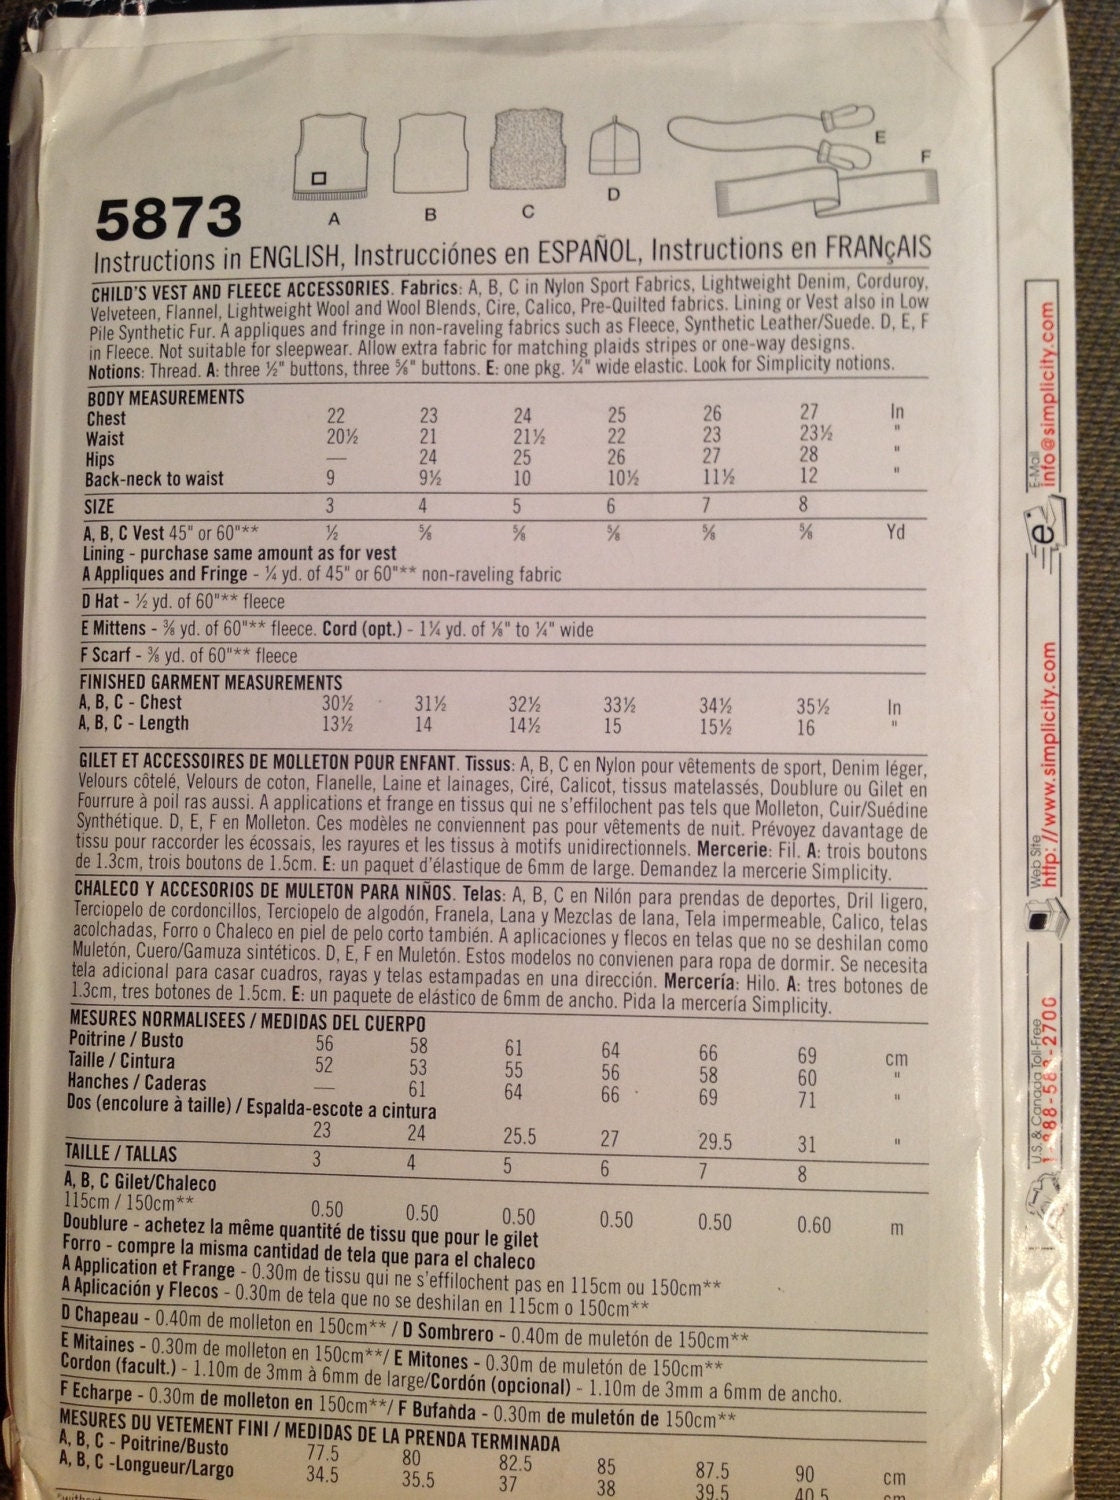 A
B
C
D
E
F
5873
Instructions in ENGLISH, Instrucciónes en ESPAÑOL, Instructions en FRANçAIS
CHILD'S VEST AND FLEECE ACCESSORIES. Fabrics: A, B, C in Nylon Sport Fabrics, Lightweight Denim, Corduroy,
Velveteen, Flannel, Lightweight Wool and Wool Blends, Cire, Calico, Pre-Quilted fabrics. Lining or Vest also in Low
Pile Synthetic Fur. A appliques and fringe in non-raveling fabrics such as Fleece, Synthetic Leather/Suede. D, E, F
in Fleece. Not suitable for sleepwear. Allow extra fabric for matching plaids stripes or one-way designs.
Notions: Thread. A: three ½" buttons, three ⅝" buttons. E: one pkg. ¼" wide elastic. Look for Simplicity notions.
BODY MEASUREMENTS
Chest 22 23 24 25 26 27 In
Waist 20½ 21 21½ 22 23 23½ "
Hips — 24 25 26 27 28 "
Back-neck to waist 9 9½ 10 10½ 11½ 12 "
SIZE 3 4 5 6 7 8
A, B, C Vest 45" or 60"** ½ ⅝ ⅝ ⅝ ⅝ ⅝ Yd
Lining - purchase same amount as for vest
A Appliques and Fringe - ¼ yd. of 45" or 60"** non-raveling fabric
D Hat - ½ yd. of 60"** fleece
E Mittens - ⅜ yd. of 60"** fleece. Cord (opt.) - 1¼ yd. of ⅛" to ¼" wide
F Scarf - ⅜ yd. of 60"** fleece
FINISHED GARMENT MEASUREMENTS
A, B, C - Chest 30½ 31½ 32½ 33½ 34½ 35½ In
A, B, C - Length 13½ 14 14½ 15 15½ 16 "
GILET ET ACCESSOIRES DE MOLLETON POUR ENFANT. Tissus: A, B, C en Nylon pour vêtements de sport, Denim léger,
Velours côtelé, Velours de coton, Flanelle, Laine et lainages, Ciré, Calicot, tissus matelassés, Doublure ou Gilet en
Fourrure à poil ras aussi. A applications et frange en tissus qui ne s'effilochent pas tels que Molleton, Cuir/Suédine
Synthétique. D, E, F en Molleton. Ces modèles ne conviennent pas pour vêtements de nuit. Prévoyez davantage de
tissu pour raccorder les écossais, les rayures et les tissus à motifs unidirectionnels. Mercerie: Fil. A: trois boutons
de 1.3cm, trois boutons de 1.5cm. E: un paquet d'élastique de 6mm de large. Demandez la mercerie Simplicity.
CHALECO Y ACCESORIOS DE MULETON PARA NIÑOS. Telas: A, B, C en Nilón para prendas de deportes, Dril ligero,
Terciopelo de cordoncillos, Terciopelo de algodón, Franela, Lana y Mezclas de lana, Tela impermeable, Calico, telas
acolchadas, Forro o Chaleco en piel de pelo corto también. A aplicaciones y flecos en telas que no se deshilan como
Muletón, Cuero/Gamuza sintéticos. D, E, F en Muletón. Estos modelos no convienen para ropa de dormir. Se necesita
tela adicional para casar cuadros, rayas y telas estampadas en una dirección. Mercería: Hilo. A: tres botones de
1.3cm, tres botones de 1.5cm. E: un paquete de elástico de 6mm de ancho. Pida la mercería Simplicity.
MESURES NORMALISEES / MEDIDAS DEL CUERPO
Poitrine / Busto 56 58 61 64 66 69 cm
Taille / Cintura 52 53 55 56 58 60 "
Hanches / Caderas — 61 64 66 69 71 "
Dos (encolure à taille) / Espalda-escote a cintura
23 24 25.5 27 29.5 31 "
TAILLE / TALLAS 3 4 5 6 7 8
A, B, C Gilet/Chaleco
115cm / 150cm** 0.50 0.50 0.50 0.50 0.50 0.60 m
Doublure - achetez la même quantité de tissu que pour le gilet
Forro - compre la misma cantidad de tela que para el chaleco
A Application et Frange - 0.30m de tissu qui ne s'effilochent pas en 115cm ou 150cm**
A Aplicación y Flecos - 0.30m de tela que no se deshilan en 115cm o 150cm**
D Chapeau - 0.40m de molleton en 150cm** / D Sombrero - 0.40m de muletón de 150cm**
E Mitaines - 0.30m de molleton en 150cm**/ E Mitones - 0.30m de muletón de 150cm**
Cordon (facult.) - 1.10m de 3mm à 6mm de large/Cordón (opcional) - 1.10m de 3mm a 6mm de ancho.
F Echarpe - 0.30m de molleton en 150cm**/ F Bufanda - 0.30m de muletón de 150cm**
MESURES DU VETEMENT FINI / MEDIDAS DE LA PRENDA TERMINADA
A, B, C - Poitrine/Busto 77.5 80 82.5 85 87.5 90 cm
A, B, C -Longueur/Largo 34.5 35.5 37 38 39.5 40.5 cm
E-Mail
info@simplicity.com
e
Web Site
http://www.simplicity.com
U.S. & Canada Toll-Free
1-888-588-2700